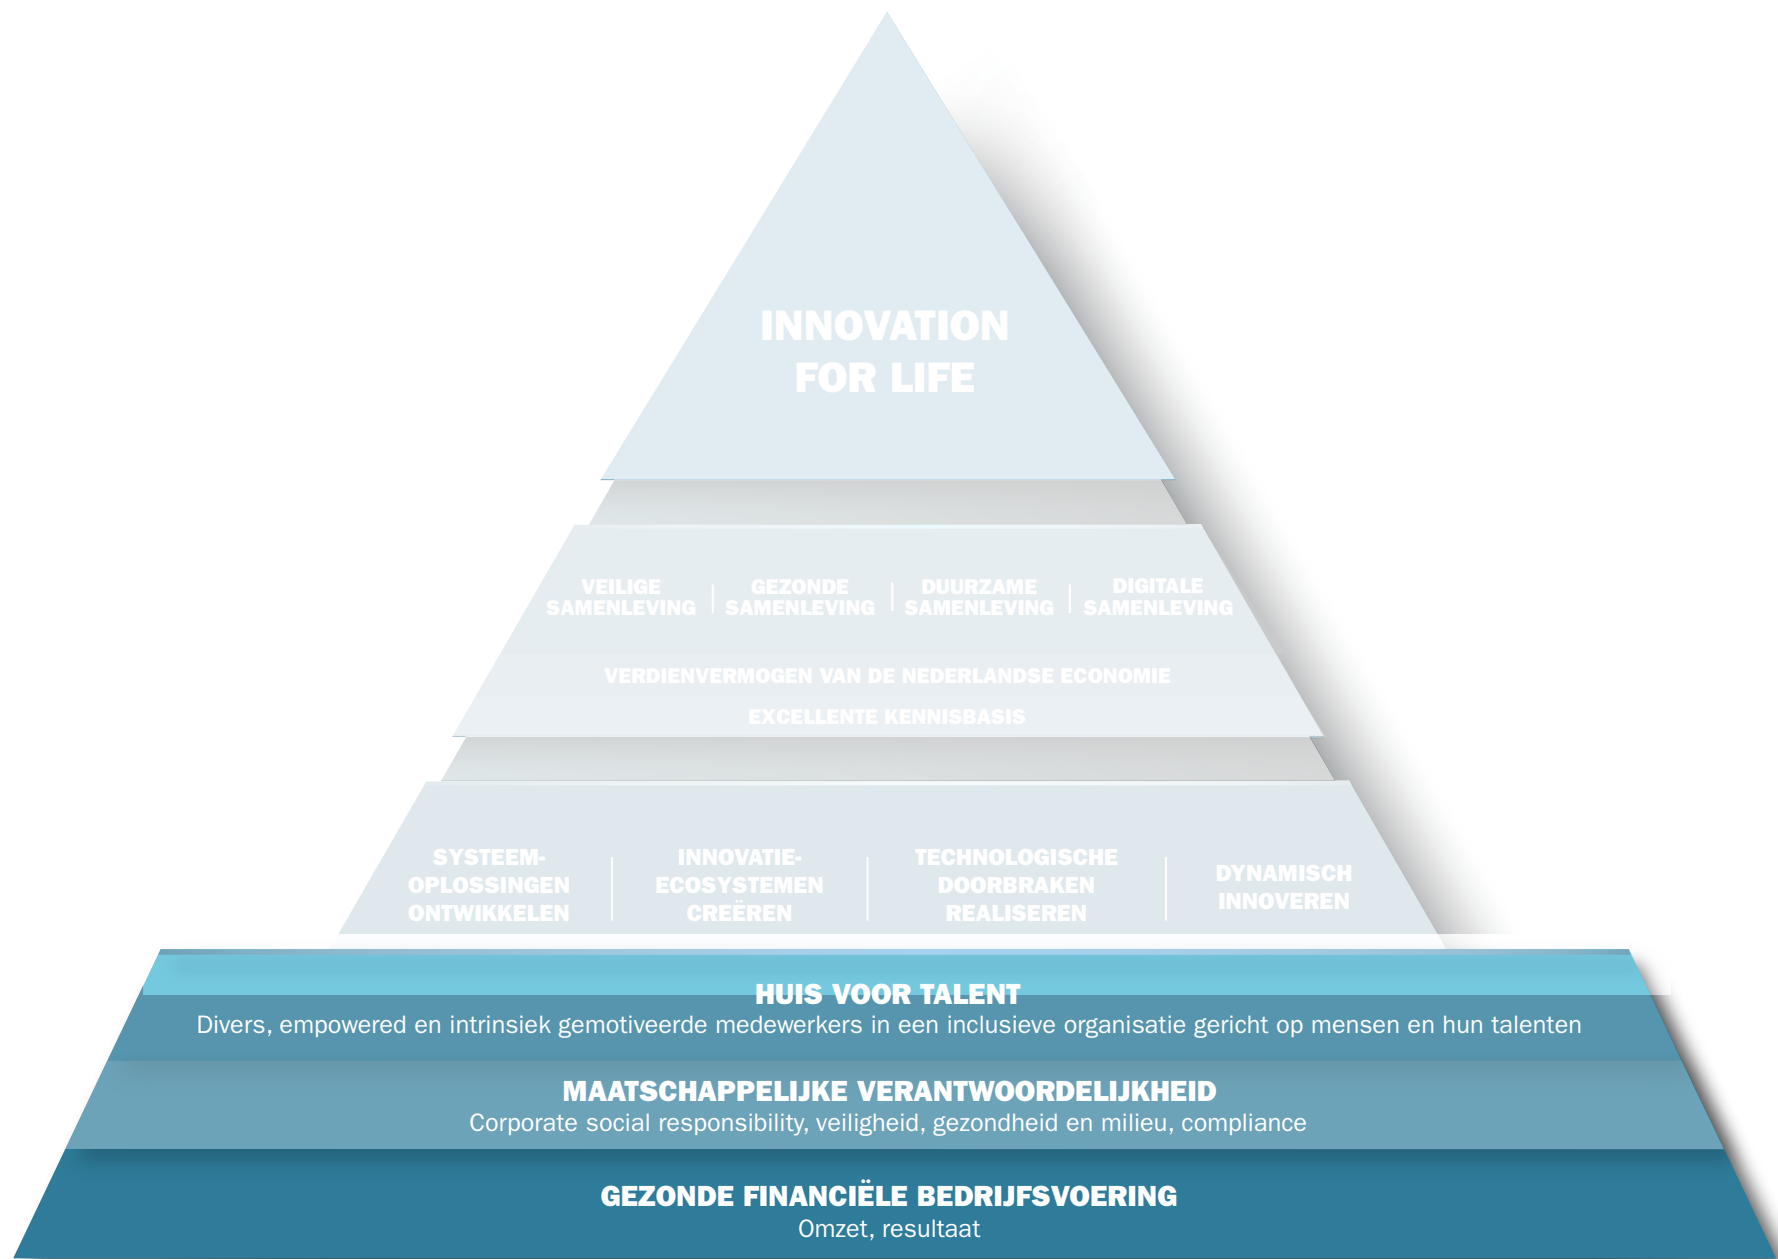 INNOVATION
FOR LIFE
VEILIGE
SAMENLEVING
GEZONDE
SAMENLEVING
DUURZAME
SAMENLEVING
DIGITALE
SAMENLEVING
VERDIENVERMOGEN VAN DE NEDERLANDSE ECONOMIE
EXCELLENTE KENNISBASIS
SYSTEEM-
OPLOSSINGEN
ONTWIKKELEN
INNOVATIE-
ECOSYSTEMEN
CREËREN
TECHNOLOGISCHE
DOORBRAKEN
REALISEREN
DYNAMISCH
INNOVEREN
HUIS VOOR TALENT
Divers, empowered en intrinsiek gemotiveerde medewerkers in een inclusieve organisatie gericht op mensen en hun talenten
MAATSCHAPPELIJKE VERANTWOORDELIJKHEID
Corporate social responsibility, veiligheid, gezondheid en milieu, compliance
GEZONDE FINANCIËLE BEDRIJFSVOERING
Omzet, resultaat